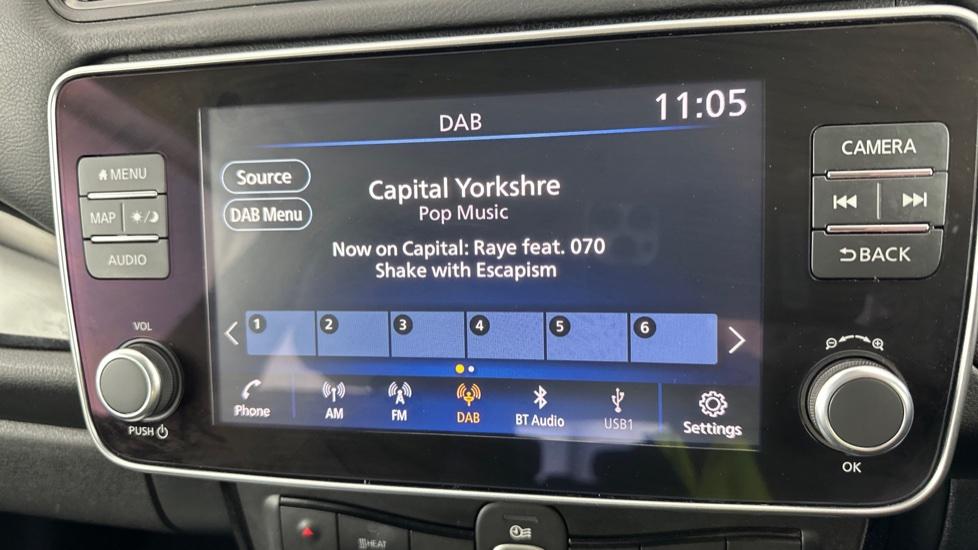 DAB
11:05
MENU
MAP
AUDIO
VOL
PUSH
Source
DAB Menu
Capital Yorkshre
Pop Music
Now on Capital: Raye feat. 070
Shake with Escapism
1 2 3 4 5 6
Phone AM FM DAB BT Audio USB1 Settings
CAMERA
BACK
OK
HEAT